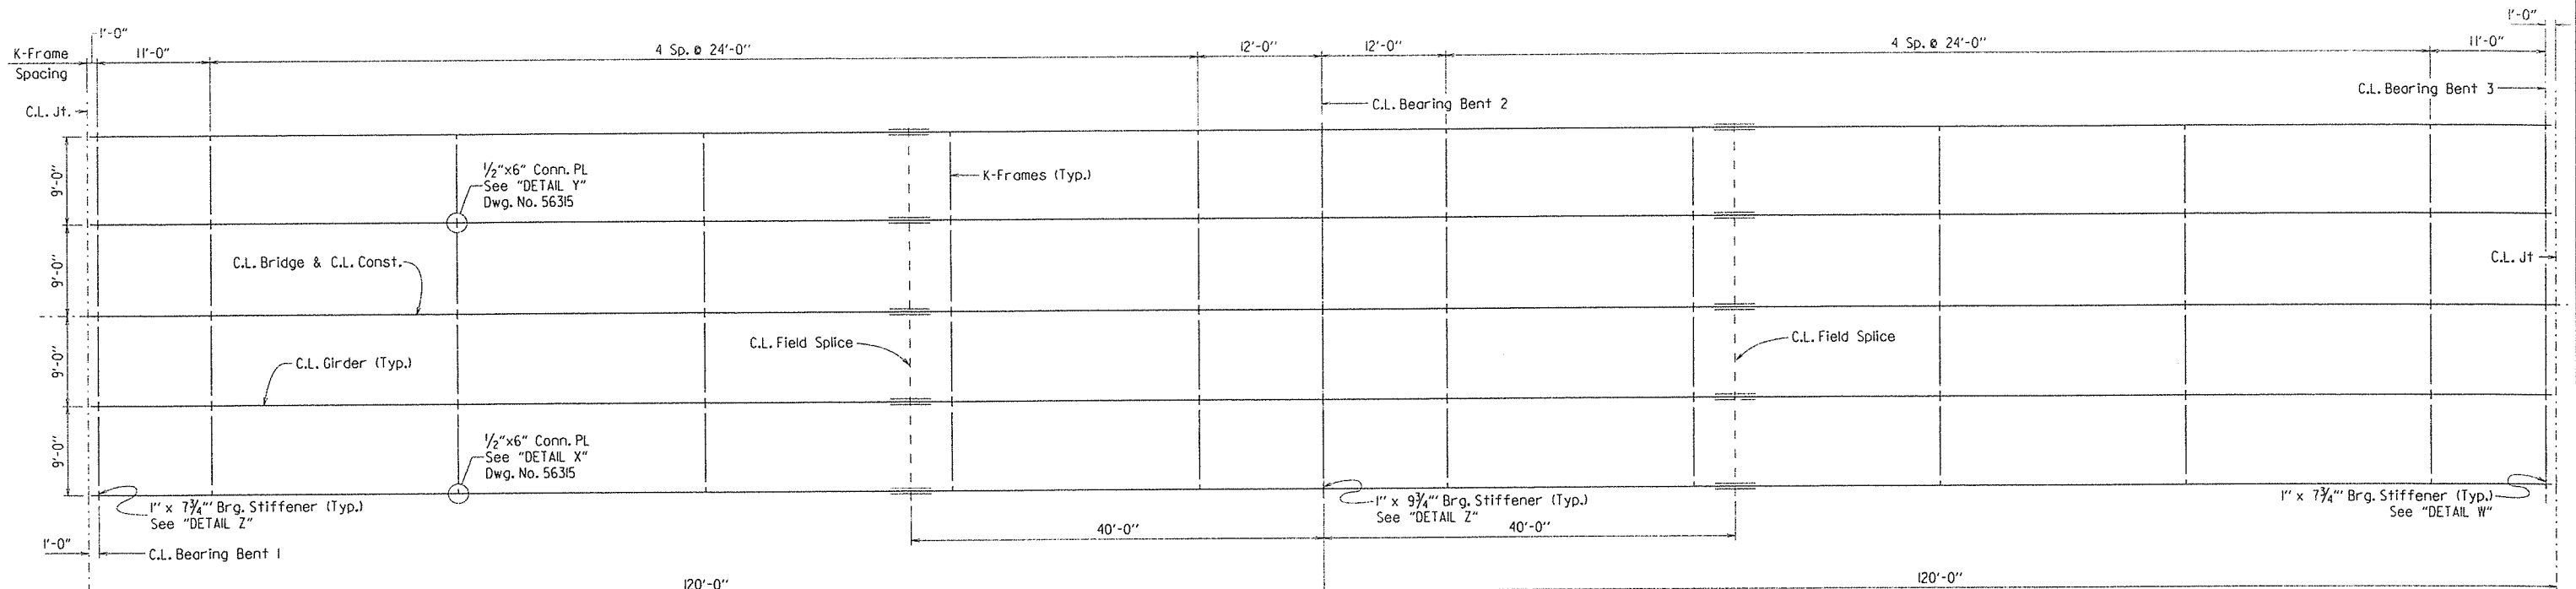 1'-0"
1'-0"
K-Frame
Spacing
11'-0"
4 Sp. @ 24'-0"
12'-0"
12'-0"
4 Sp. @ 24'-0"
11'-0"
C.L. Jt.
C.L. Bearing Bent 2
C.L. Bearing Bent 3
9'-0"
1/2"x6" Conn. PL
See "DETAIL Y"
Dwg. No. 56315
K-Frames (Typ.)
9'-0"
C.L. Bridge & C.L. Const.
C.L. Jt
9'-0"
C.L. Girder (Typ.)
C.L. Field Splice
C.L. Field Splice
9'-0"
1/2"x6" Conn. PL
See "DETAIL X"
Dwg. No. 56315
1" x 7 3/4"' Brg. Stiffener (Typ.)
See "DETAIL Z"
1" x 9 3/4"' Brg. Stiffener (Typ.)
See "DETAIL Z"
1" x 7 3/4"' Brg. Stiffener (Typ.)
See "DETAIL W"
40'-0"
40'-0"
1'-0"
C.L. Bearing Bent 1
120'-0"
120'-0"